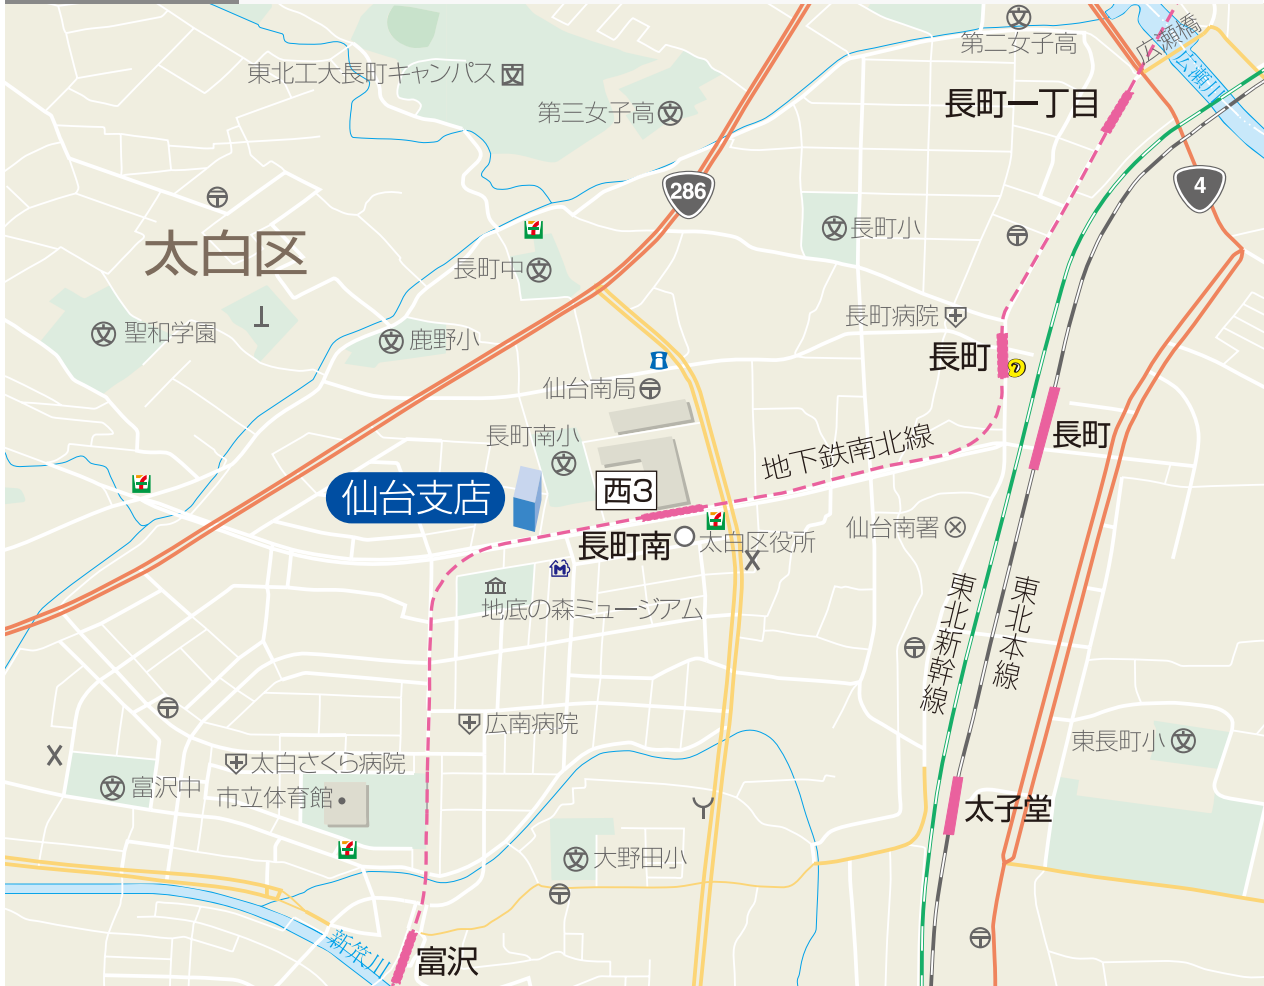 第二女子高
広瀬橋
広瀬川
東北工大長町キャンパス
文
第三女子高
文
長町一丁目
286
4
太白区
長町小
長町中
聖和学園
鹿野小
長町病院
長町
仙台南局
長町
長町南小
地下鉄南北線
仙台支店
西3
長町南
太白区役所
仙台南署
地底の森ミュージアム
東北新幹線
東北本線
広南病院
太白さくら病院
富沢中
市立体育館
東長町小
太子堂
大野田小
新笊川
富沢